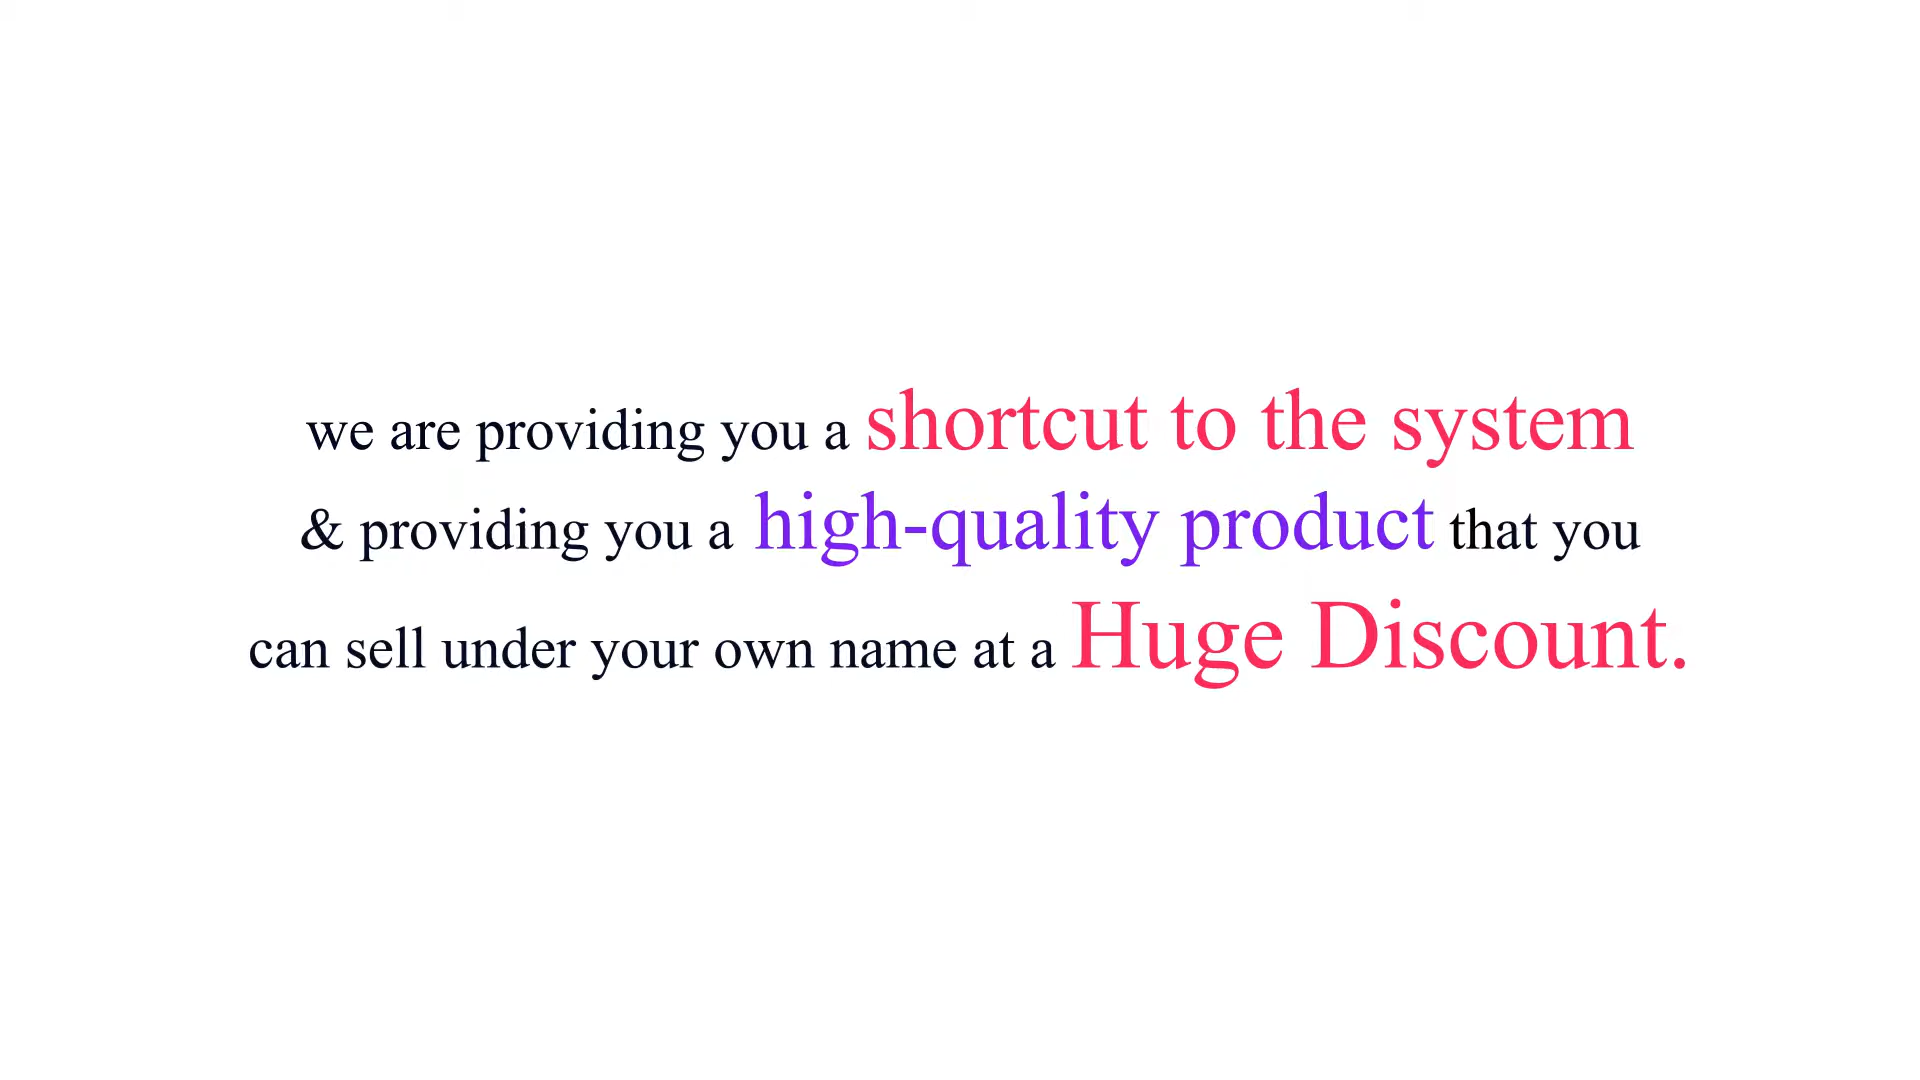 we are providing you a shortcut to the system
& providing you a high-quality product that you
can sell under your own name at a Huge Discount.